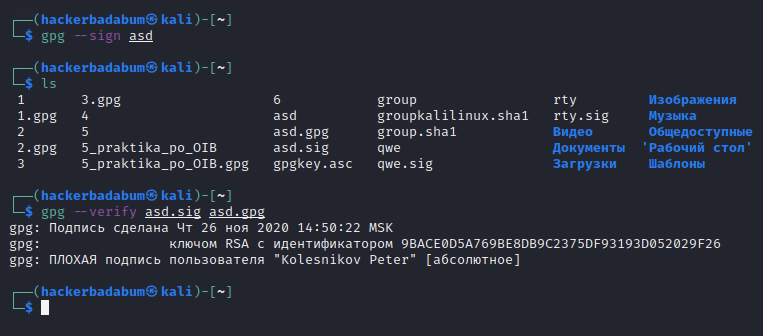 ┌──(hackerbadabum㉿kali)-[~]
└─$ gpg --sign asd
┌──(hackerbadabum㉿kali)-[~]
└─$ ls
1 3.gpg 6 group rty Изображения
1.gpg 4 asd groupkalilinux.sha1 rty.sig Музыка
2 5 asd.gpg group.sha1 Видео Общедоступные
2.gpg 5_praktika_po_OIB asd.sig qwe Документы 'Рабочий стол'
3 5_praktika_po_OIB.gpg gpgkey.asc qwe.sig Загрузки Шаблоны
┌──(hackerbadabum㉿kali)-[~]
└─$ gpg --verify asd.sig asd.gpg
gpg: Подпись сделана Чт 26 ноя 2020 14:50:22 MSK
gpg: ключом RSA с идентификатором 9BACE0D5A769BE8DB9C2375DF93193D052029F26
gpg: ПЛОХАЯ подпись пользователя "Kolesnikov Peter" [абсолютное]
┌──(hackerbadabum㉿kali)-[~]
└─$